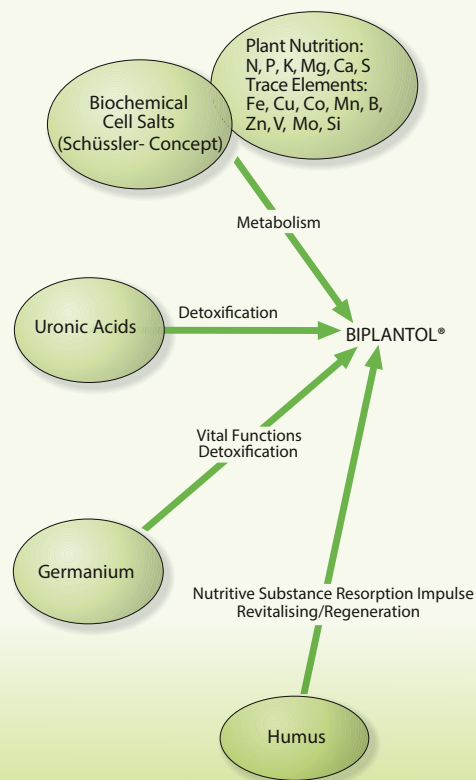 Plant Nutrition:
N, P, K, Mg, Ca, S
Trace Elements:
Fe, Cu, Co, Mn, B,
Zn, V, Mo, Si
Biochemical
Cell Salts
(Schüssler- Concept)
Metabolism
Uronic Acids
Detoxification
BIPLANTOL®
Vital Functions
Detoxification
Germanium
Nutritive Substance Resorption Impulse
Revitalising/Regeneration
Humus